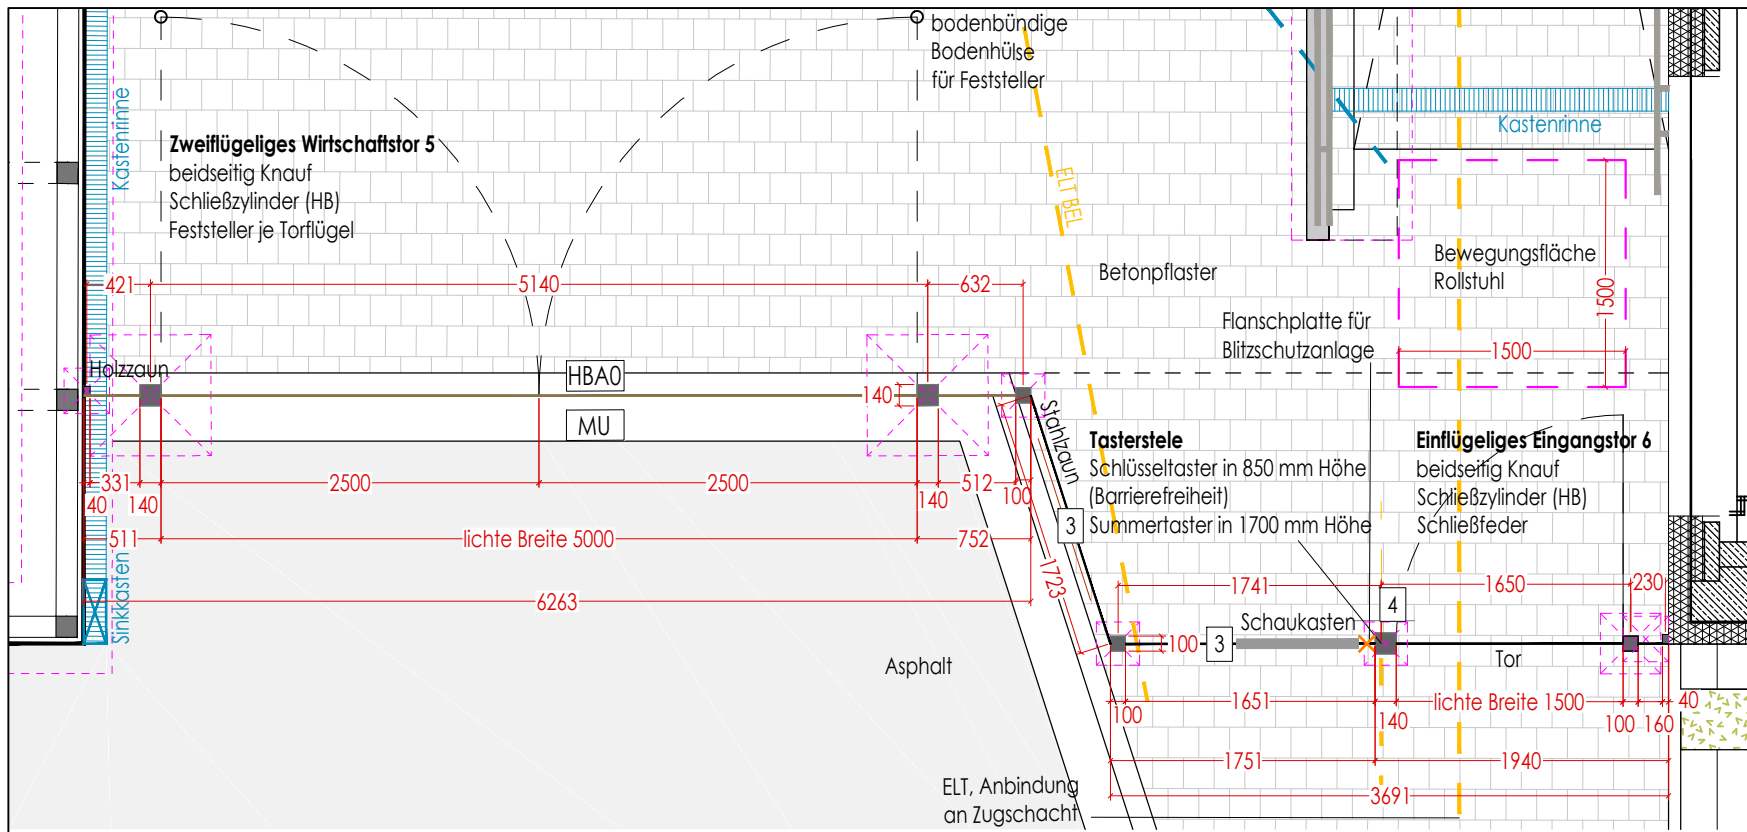 bodenbündige
Bodenhülse
für Feststeller
Kastenrinne
Zweiflügeliges Wirtschaftstor 5
beidseitig Knauf
Schließzylinder (HB)
Feststeller je Torflügel
Kastenrinne
ELT BEL
Betonpflaster
Bewegungsfläche
Rollstuhl
1500
1500
421
5140
632
Flanschplatte für
Blitzschutzanlage
Holzzaun
HBA0
MU
140
Stahlzaun
Tasterstele
Schlüsseltaster in 850 mm Höhe
(Barrierefreiheit)
Summertaster in 1700 mm Höhe
Einflügeliges Eingangstor 6
beidseitig Knauf
Schließzylinder (HB)
Schließfeder
331
2500
2500
512
40
140
140
100
3
511
lichte Breite 5000
752
1723
6263
Sinkkasten
1741
1650
230
4
Schaukasten
100
3
Tor
Asphalt
100
1651
140
lichte Breite 1500
100
160
40
1751
1940
3691
ELT, Anbindung
an Zugschacht